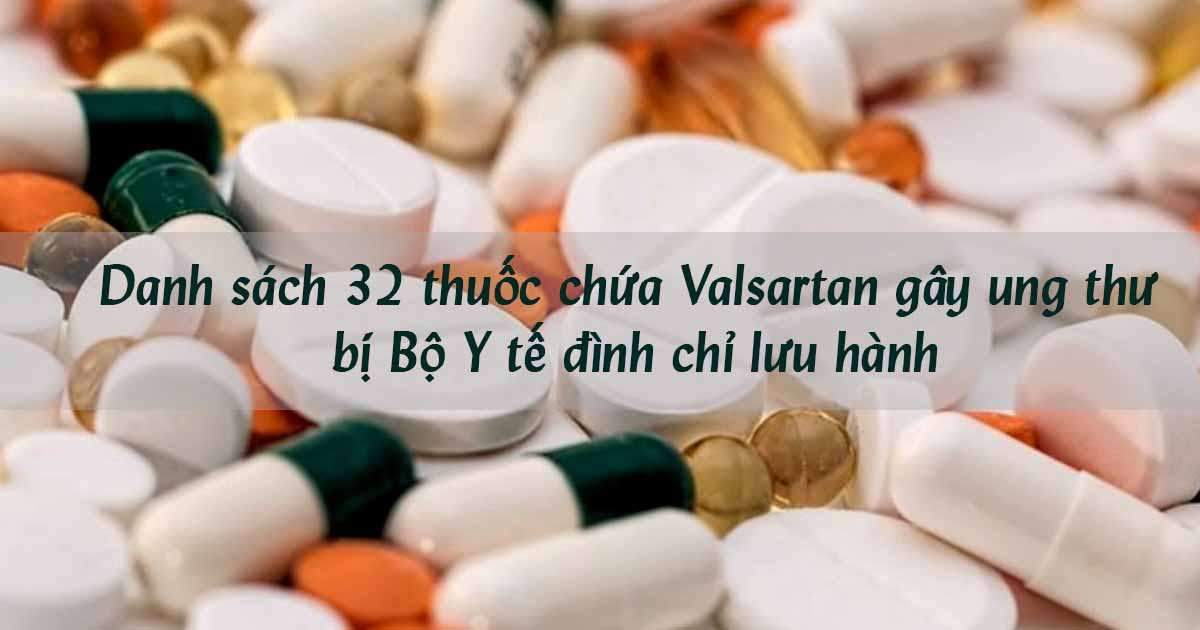 Danh sách 32 thuốc chứa Valsartan gây ung thư
bị Bộ Y tế đình chỉ lưu hành